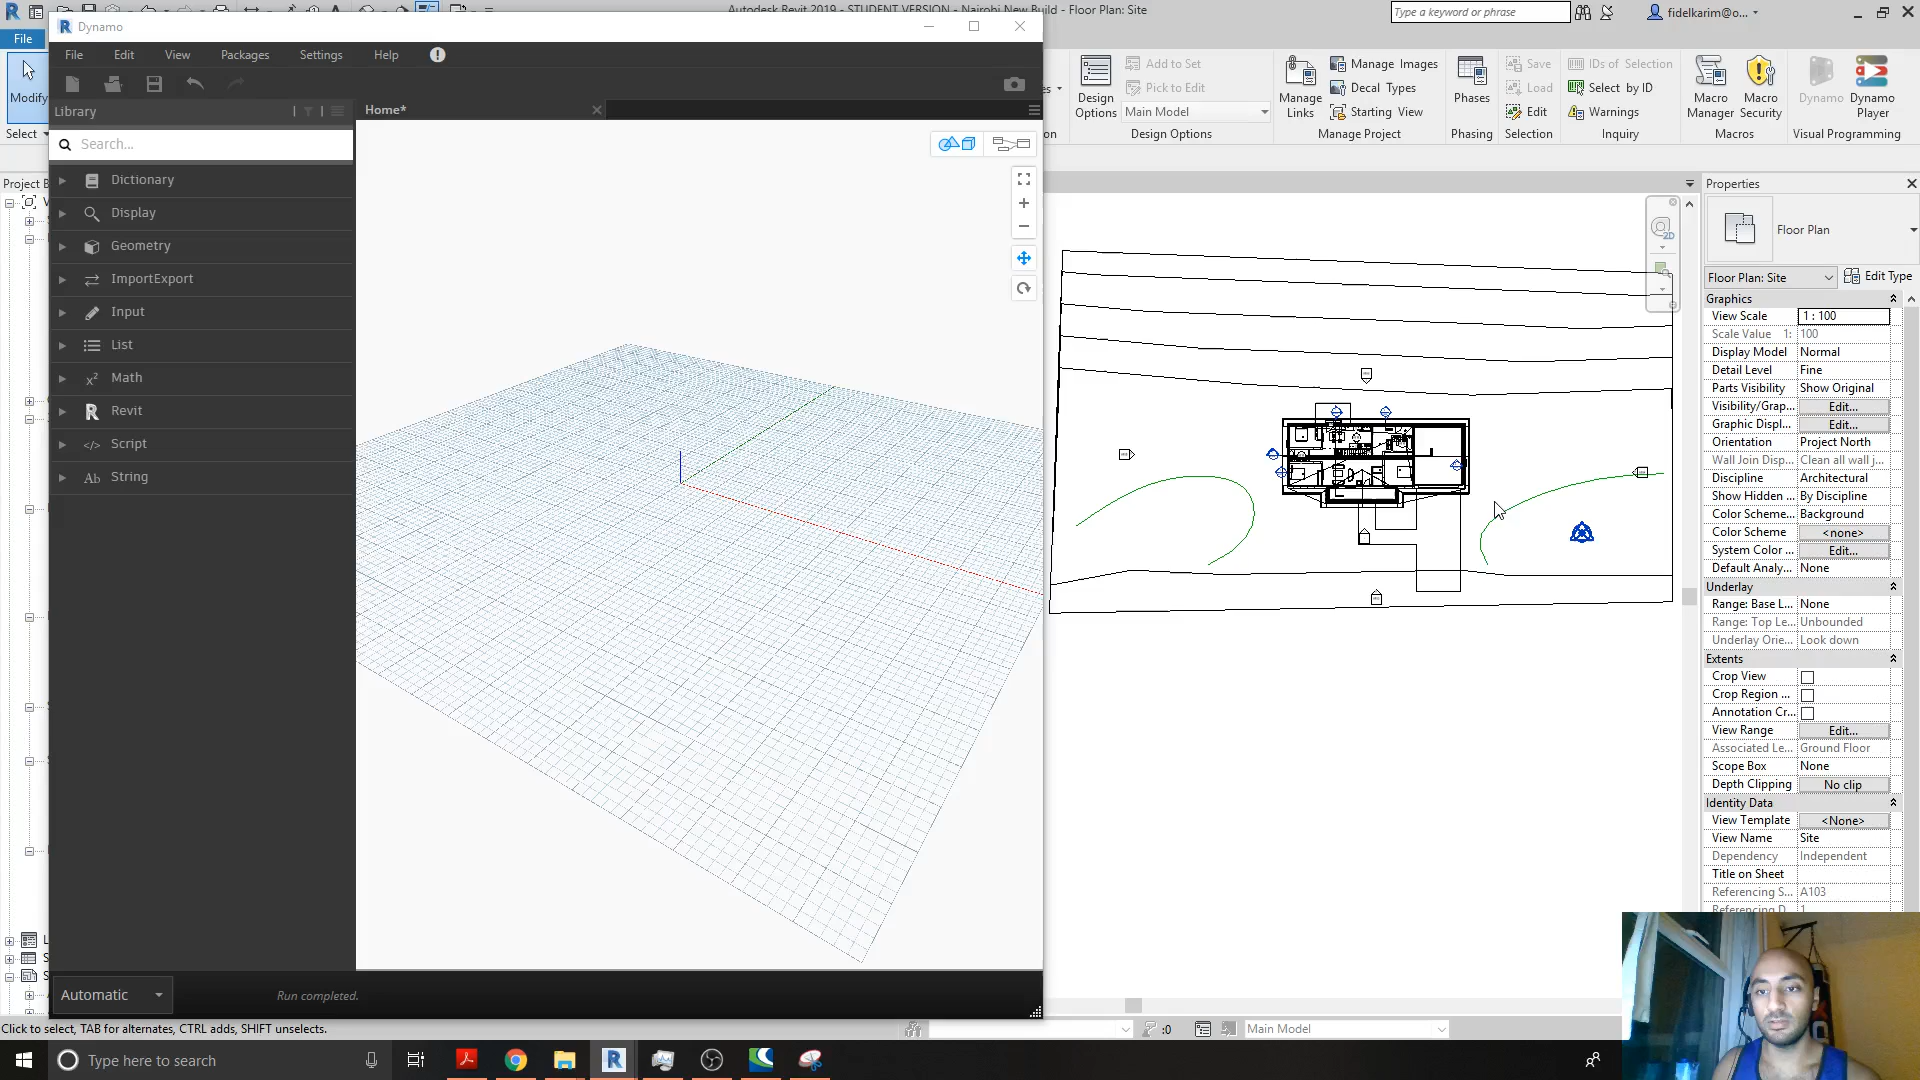 Autodesk Revit 2019 - STUDENT VERSION - Nairobi New Build - Floor Plan: Site
Type a keyword or phrase
fidelkarim@o...
File
Dynamo
File Edit View Packages Settings Help
Modify
Select
Library
Home*
Search...
Dictionary
Display
Geometry
ImportExport
Input
List
Math
Revit
Script
Ab String
Automatic
Run completed.
Design Options
Add to Set
Pick to Edit
Main Model
Design Options
Manage Links
Manage Images
Decal Types
Starting View
Manage Project
Phases
Phasing
Save
Load
Edit
Selection
IDs of Selection
Select by ID
Warnings
Inquiry
Macro Manager
Macro Security
Macros
Dynamo
Dynamo Player
Visual Programming
Project B
2D
Properties
Floor Plan
Floor Plan: Site
Edit Type
Graphics
View Scale 1 : 100
Scale Value 1: 100
Display Model Normal
Detail Level Fine
Parts Visibility Show Original
Visibility/Grap... Edit...
Graphic Displ... Edit...
Orientation Project North
Wall Join Disp... Clean all wall j...
Discipline Architectural
Show Hidden ... By Discipline
Color Scheme... Background
Color Scheme <none>
System Color ... Edit...
Default Analy... None
Underlay
Range: Base L... None
Range: Top Le... Unbounded
Underlay Orie... Look down
Extents
Crop View
Crop Region ...
Annotation Cr...
View Range Edit...
Associated Le... Ground Floor
Scope Box None
Depth Clipping No clip
Identity Data
View Template <None>
View Name Site
Dependency Independent
Title on Sheet
Referencing S... A103
Referencing D... 1
Click to select, TAB for alternates, CTRL adds, SHIFT unselects.
:0
Main Model
Type here to search